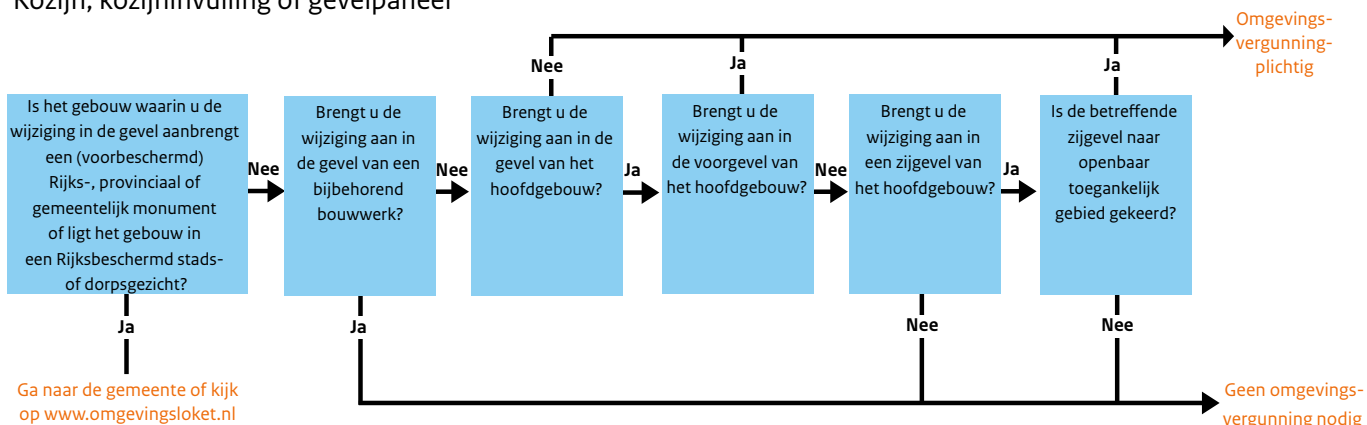 Kozijn, kozijninvulling of gevelpaneel
Omgevings-
vergunning-
plichtig
Nee
Ja
Ja
Is het gebouw waarin u de
wijziging in de gevel aanbrengt
een (voorbeschermd)
Rijks-, provinciaal of
gemeentelijk monument
of ligt het gebouw in
een Rijksbeschermd stads-
of dorpsgezicht?
Nee
Brengt u de
wijziging aan in
de gevel van een
bijbehorend
bouwwerk?
Nee
Brengt u de
wijziging aan in de
gevel van het
hoofdgebouw?
Ja
Brengt u de
wijziging aan in
de voorgevel van
het hoofdgebouw?
Nee
Brengt u de
wijziging aan in
een zijgevel van
het hoofdgebouw?
Ja
Is de betreffende
zijgevel naar
openbaar
toegankelijk
gebied gekeerd?
Ja
Ja
Nee
Nee
Ga naar de gemeente of kijk
op www.omgevingsloket.nl
Geen omgevings-
vergunning nodig